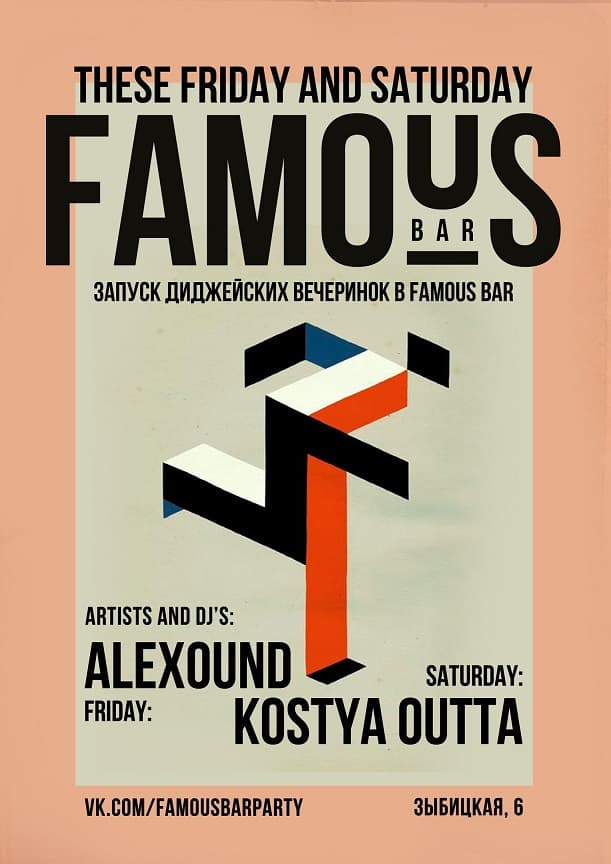 THESE FRIDAY AND SATURDAY
FAMOUS
BAR
ЗАПУСК ДИДЖЕЙСКИХ ВЕЧЕРИНОК В FAMOUS BAR
ARTISTS AND DJ'S:
ALEXOUND
FRIDAY:
SATURDAY:
KOSTYA OUTTA
VK.COM/FAMOUSBARPARTY
ЗЫБИЦКАЯ, 6